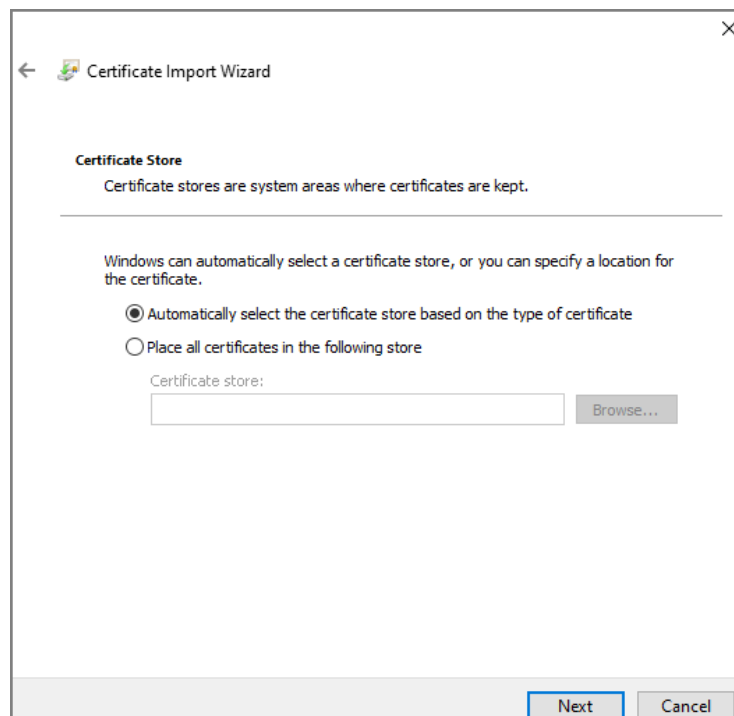 Certificate Import Wizard
Certificate Store
Certificate stores are system areas where certificates are kept.
Windows can automatically select a certificate store, or you can specify a location for
the certificate.
Automatically select the certificate store based on the type of certificate
Place all certificates in the following store
Certificate store:
Browse...
Next Cancel